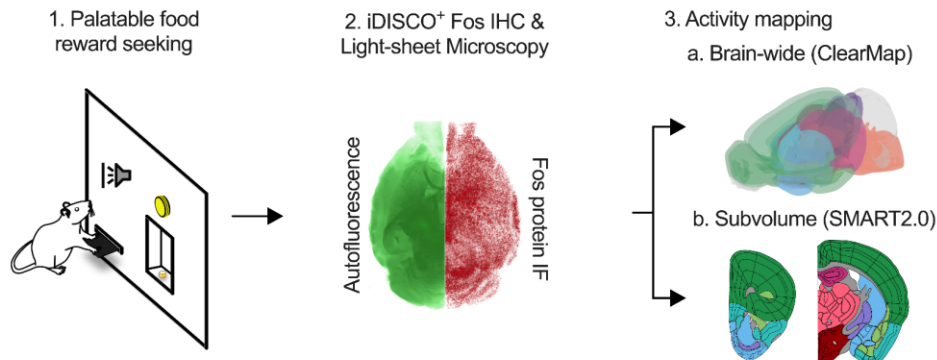 1. Palatable food
reward seeking
2. iDISCO⁺ Fos IHC &
Light-sheet Microscopy
Autofluorescence
Fos protein IF
3. Activity mapping
a. Brain-wide (ClearMap)
b. Subvolume (SMART2.0)